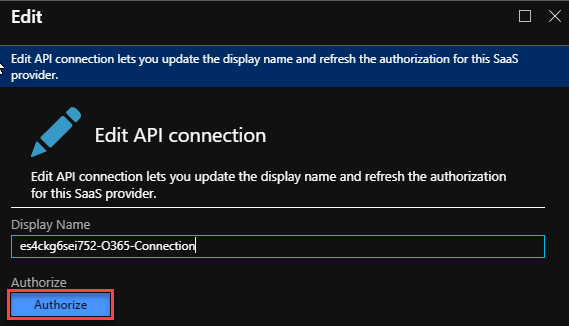 Edit
Edit API connection lets you update the display name and refresh the authorization for this SaaS
provider.
Edit API connection
Edit API connection lets you update the display name and refresh the authorization
for this SaaS provider.
Display Name
es4ckg6sei752-O365-Connection
Authorize
Authorize